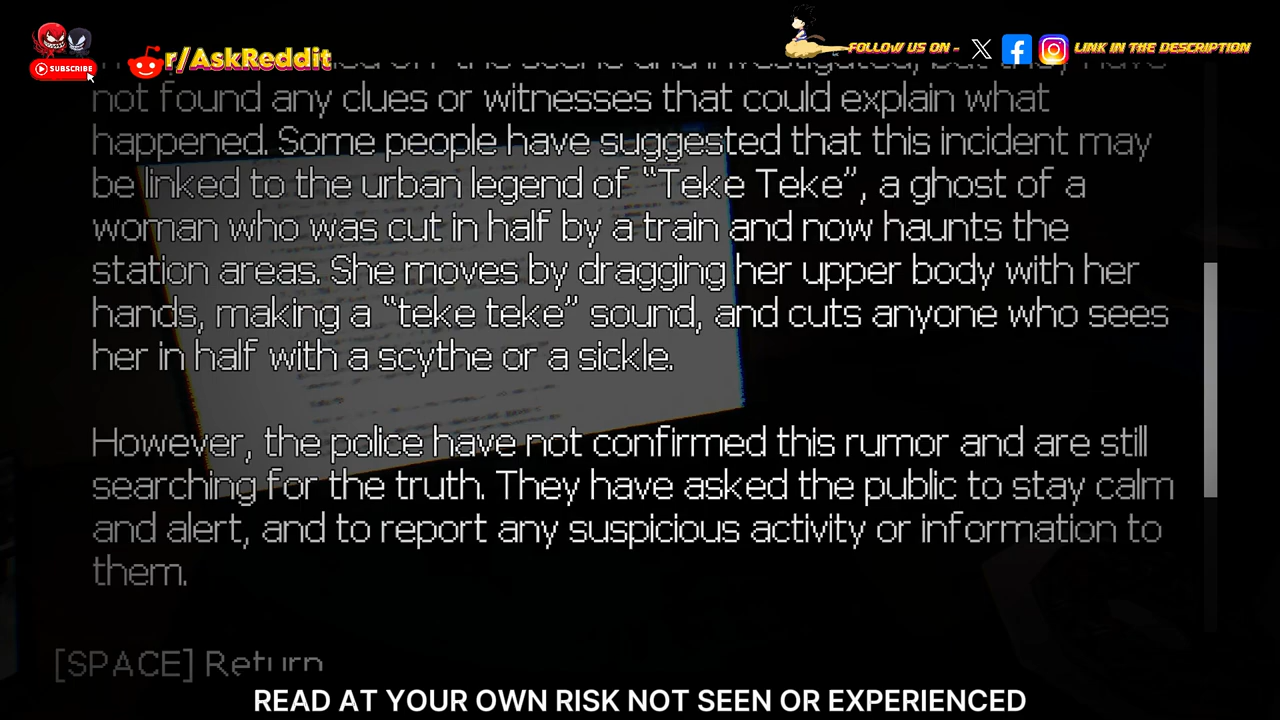 SUBSCRIBE
r/AskReddit
FOLLOW US ON -
LINK IN THE DESCRIPTION
not found any clues or witnesses that could explain what
happened. Some people have suggested that this incident may
be linked to the urban legend of “Teke Teke”, a ghost of a
woman who was cut in half by a train and now haunts the
station areas. She moves by dragging her upper body with her
hands, making a “teke teke” sound, and cuts anyone who sees
her in half with a scythe or a sickle.
However, the police have not confirmed this rumor and are still
searching for the truth. They have asked the public to stay calm
and alert, and to report any suspicious activity or information to
them.
[SPACE] Return
READ AT YOUR OWN RISK NOT SEEN OR EXPERIENCED